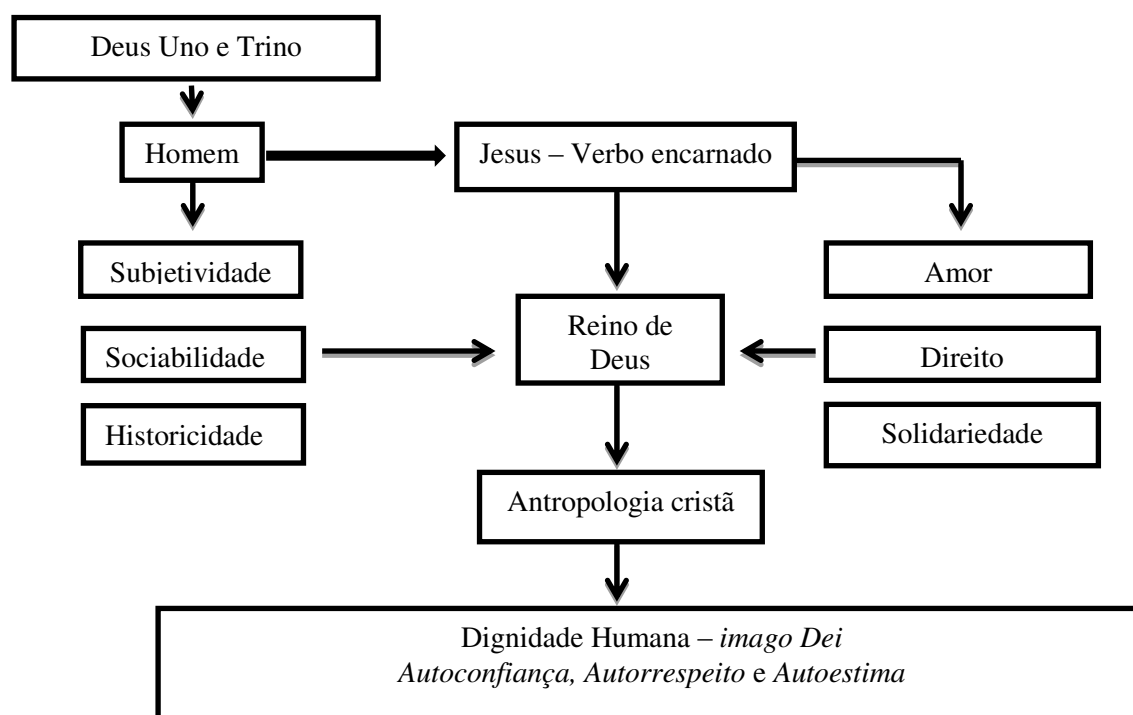 Deus Uno e Trino
Homem
Jesus – Verbo encarnado
Subjetividade
Amor
Sociabilidade
Reino de
Deus
Direito
Historicidade
Solidariedade
Antropologia cristã
Dignidade Humana – imago Dei
Autoconfiança, Autorrespeito e Autoestima